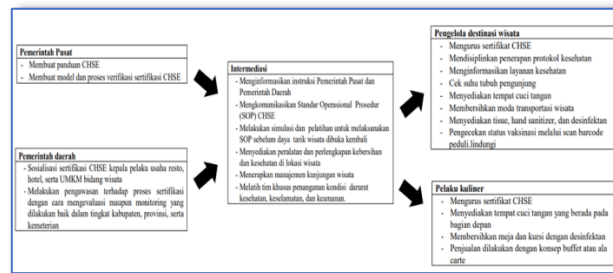 Pemerintah Pusat
- Membuat panduan CHSE
- Membuat model dan proses verifikasi sertifikasi CHSE
Pemerintah daerah
- Sosialisasi sertifikasi CHSE kepala pelaku usaha resto,
hotel, serta UMKM bidang wisata
- Melakukan pengawasan terhadap proses sertifikasi
dengan cara mengevaluasi maupun monitoring yang
dilakukan baik dalam tingkat kabupaten, provinsi, serta
kemeterian
Intermediasi
- Menginformasikan instruksi Pemerintah Pusat dan
Pemerintah Daerah
- Mengkomunikasikan Standar Operasional Prosedur
(SOP) CHSE
- Melakukan simulasi dan pelatihan untuk melaksanakan
SOP sebelum daya tarik wisata dibuka kembali
- Menyediakan peralatan dan perlengkapan kebersihan
dan kesehatan di lokasi wisata
- Menerapkan manajemen kunjungan wisata
- Melatih tim khusus penanganan kondisi darurat
kesehatan, keselamatan, dan keamunan.
Pengelola destinasi wisata
- Mengurus sertifikat CHSE
- Mendisiplinkan penerapan protokol kesehatan
- Menginformasikan layanan kesehatan
- Cek suhu tubuh pengunjung
- Menyediakan tempat cuci tangan
- Membersihkan moda transportasi wisata
- Menyediakan tisue, hand sanitizer, dan desinfektan
- Pengecekan status vaksinasi melalui scan barcode
peduli.lindungi
Pelaku kuliner
- Mengurus sertifikat CHSE
- Menyediakan tempat cuci tangan yang berada pada
bagian depan
- Membersihkan meja dan kursi dengan desinfektan
- Penjualan dilakukan dengan konsep buffet atau ala
carte